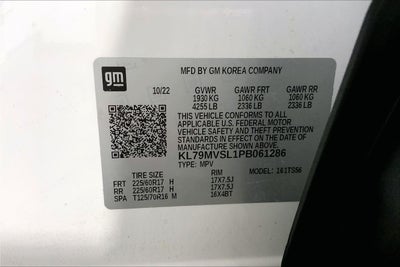 gm
MFD BY GM KOREA COMPANY
10/22 GVWR GAWR FRT GAWR RR
1930 KG 1060 KG 1060 KG
4255 LB 2336 LB 2336 LB
THIS VEHICLE CONFORMS TO ALL
APPLICABLE U.S. FEDERAL MOTOR
VEHICLE SAFETY, BUMPER, AND THEFT
PREVENTION STANDARDS IN EFFECT ON
THE DATE OF MANUFACTURE SHOWN ABOVE.
KL79MVSL1PB061286
TYPE: MPV MODEL: 1TS56
TIRE SIZE RIM
FRT 225/60R17 H 17X7.5J
RR 225/60R17 H 17X7.5J
SPA T125/70R16 M 16X4BT